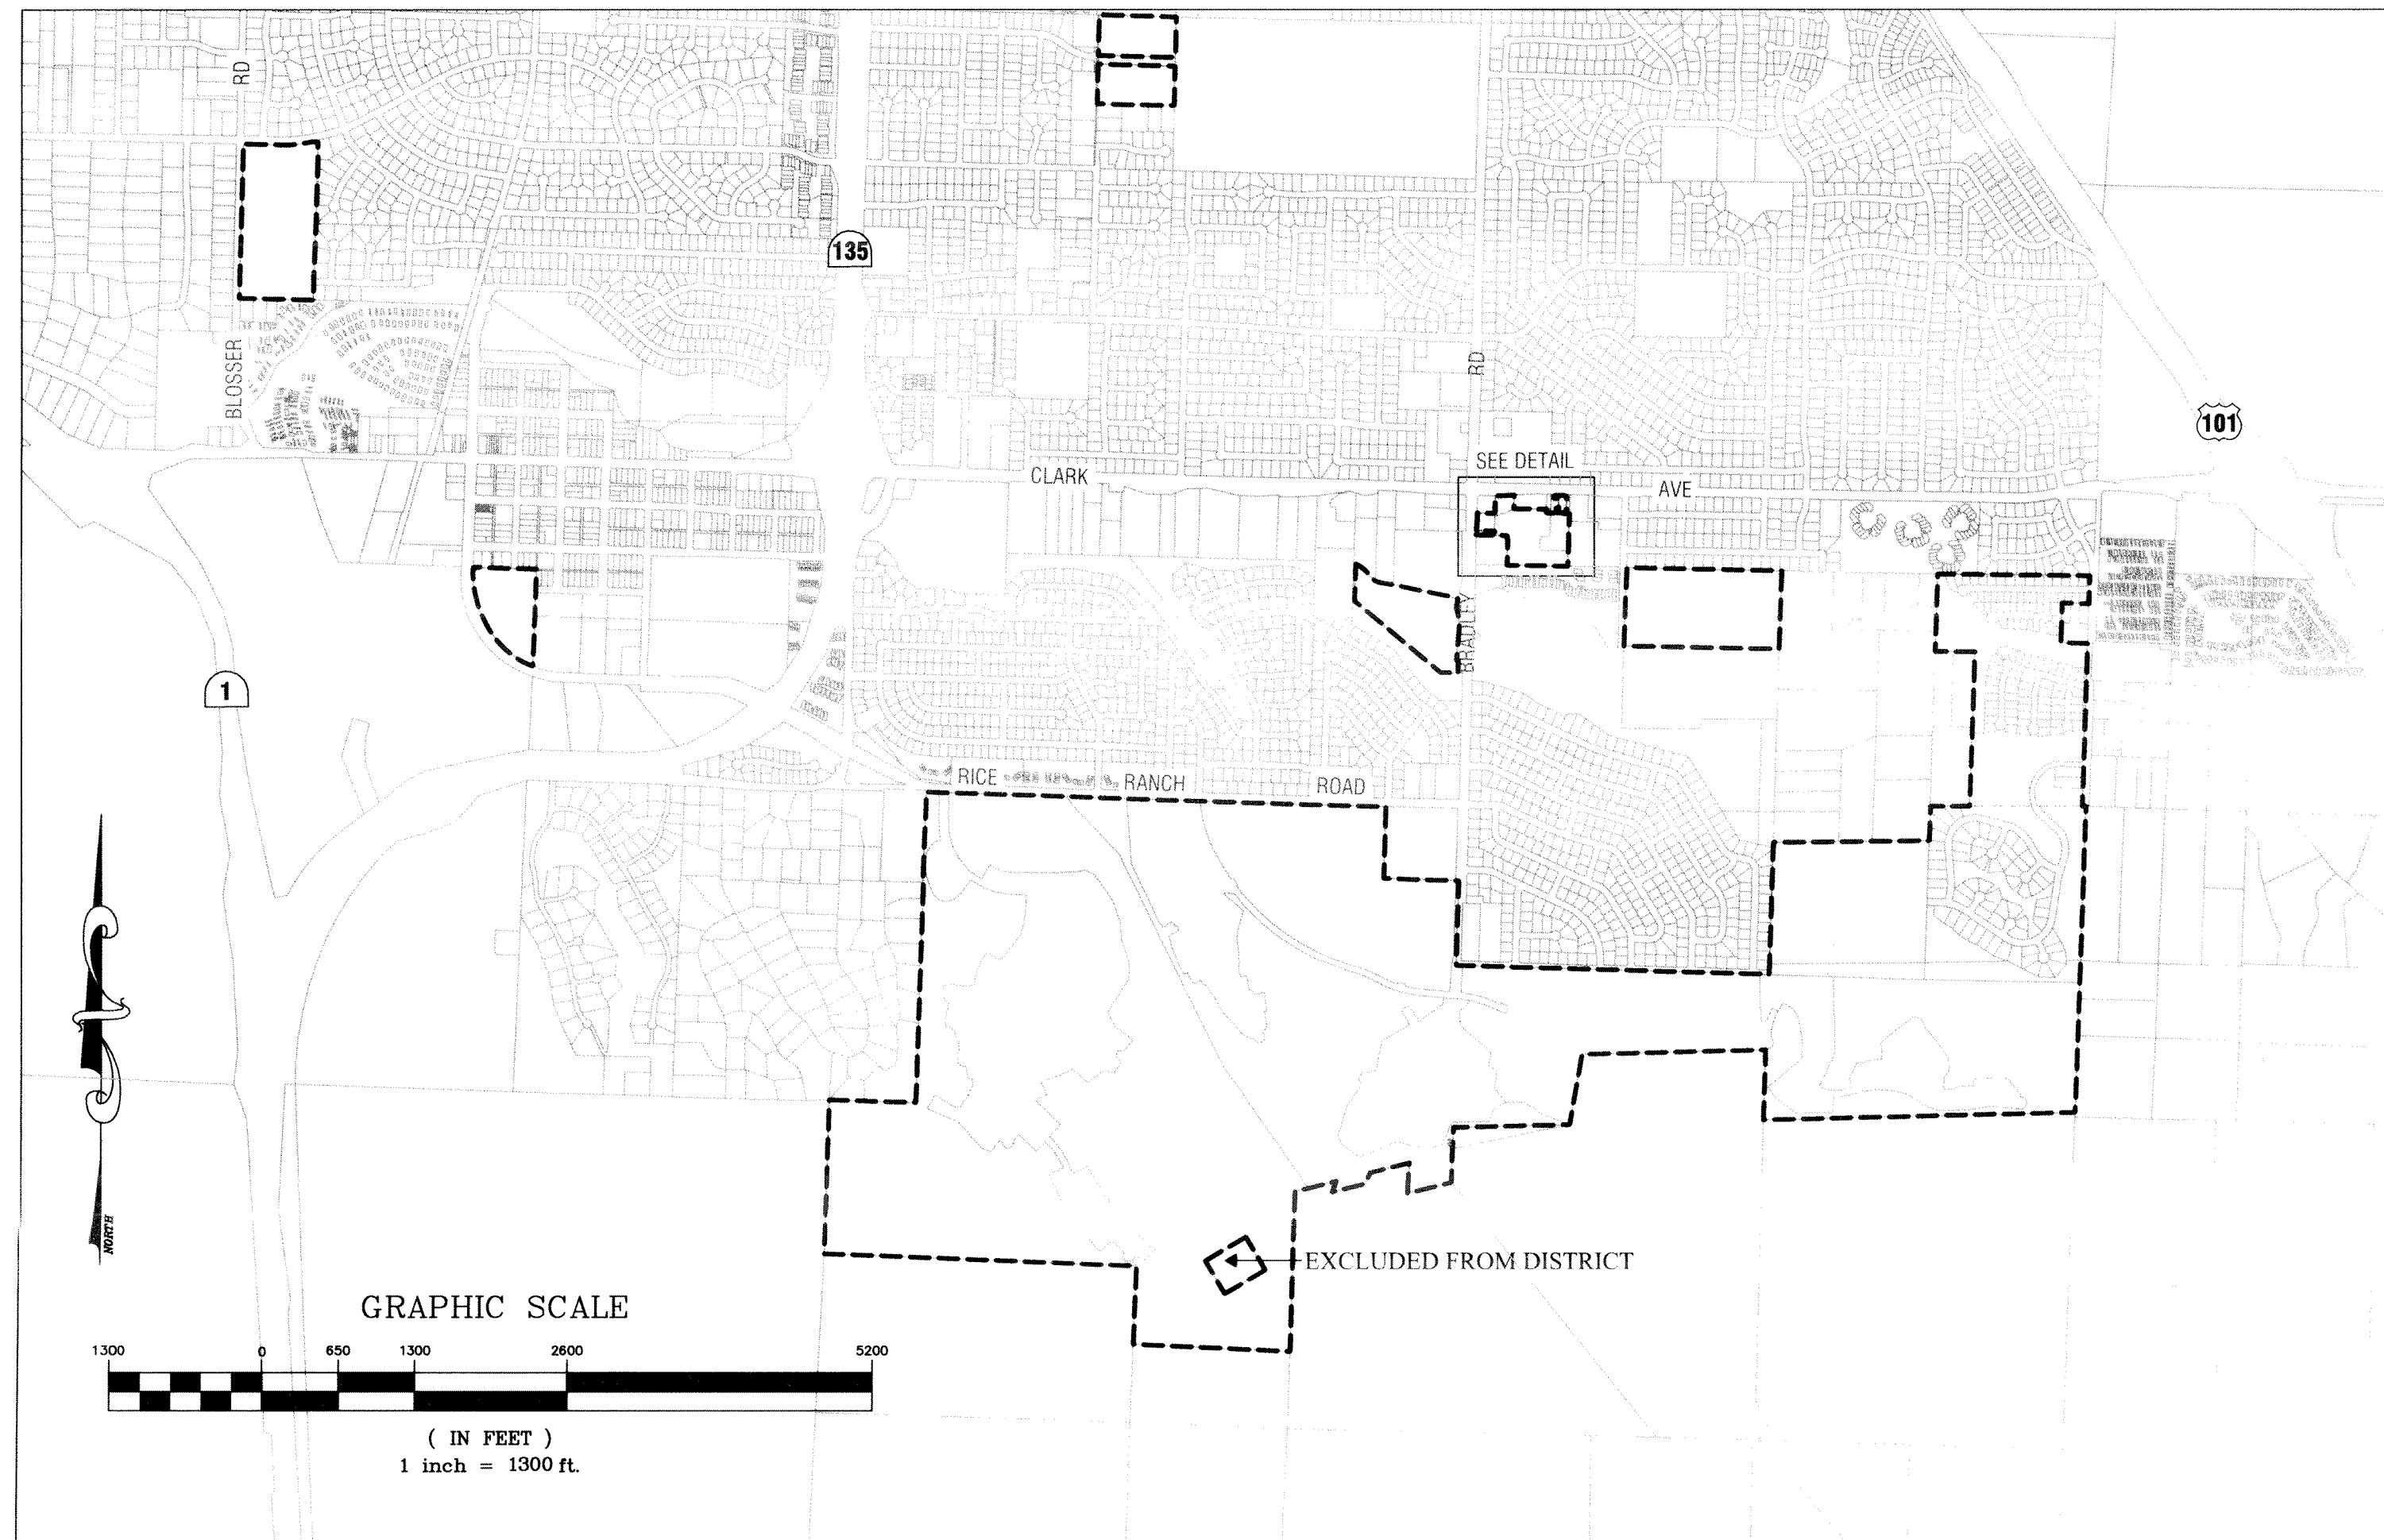 RD
135
BLOSSER
RD
101
SEE DETAIL
CLARK
AVE
BRADLEY
1
RICE
RANCH
ROAD
NORTH
EXCLUDED FROM DISTRICT
GRAPHIC SCALE
1300 0 650 1300 2600 5200
( IN FEET )
1 inch = 1300 ft.